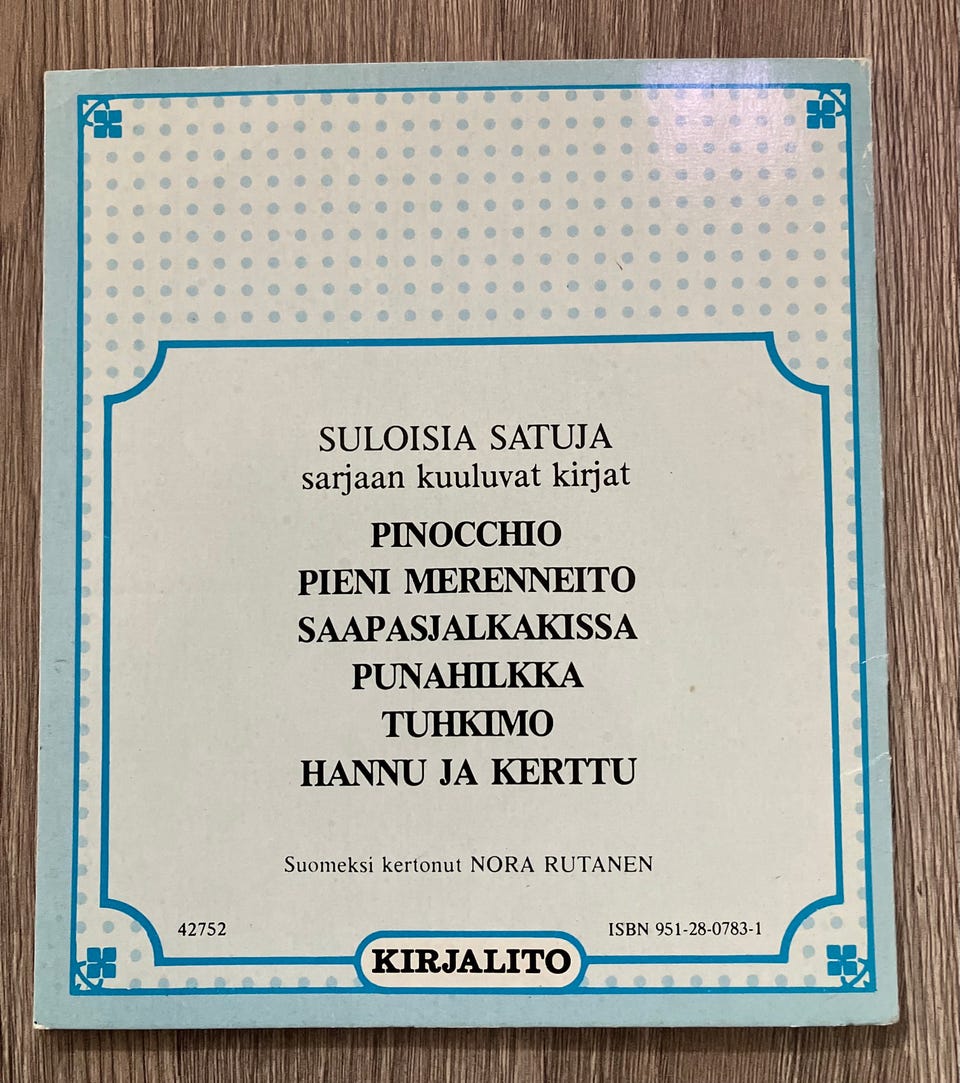 SULOISIA SATUJA
sarjaan kuuluvat kirjat
PINOCCHIO
PIENI MERENNEITO
SAAPASJALKAKISSA
PUNAHILKKA
TUHKIMO
HANNU JA KERTTU
Suomeksi kertonut NORA RUTANEN
42752 ISBN 951-28-0783-1
KIRJALITO